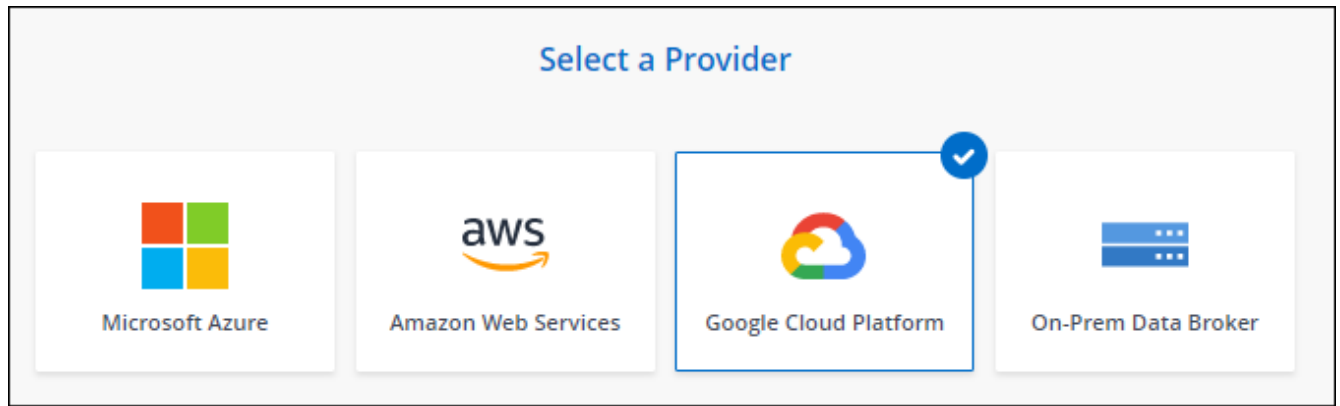 Select a Provider
aws
Microsoft Azure
Amazon Web Services
Google Cloud Platform
On-Prem Data Broker